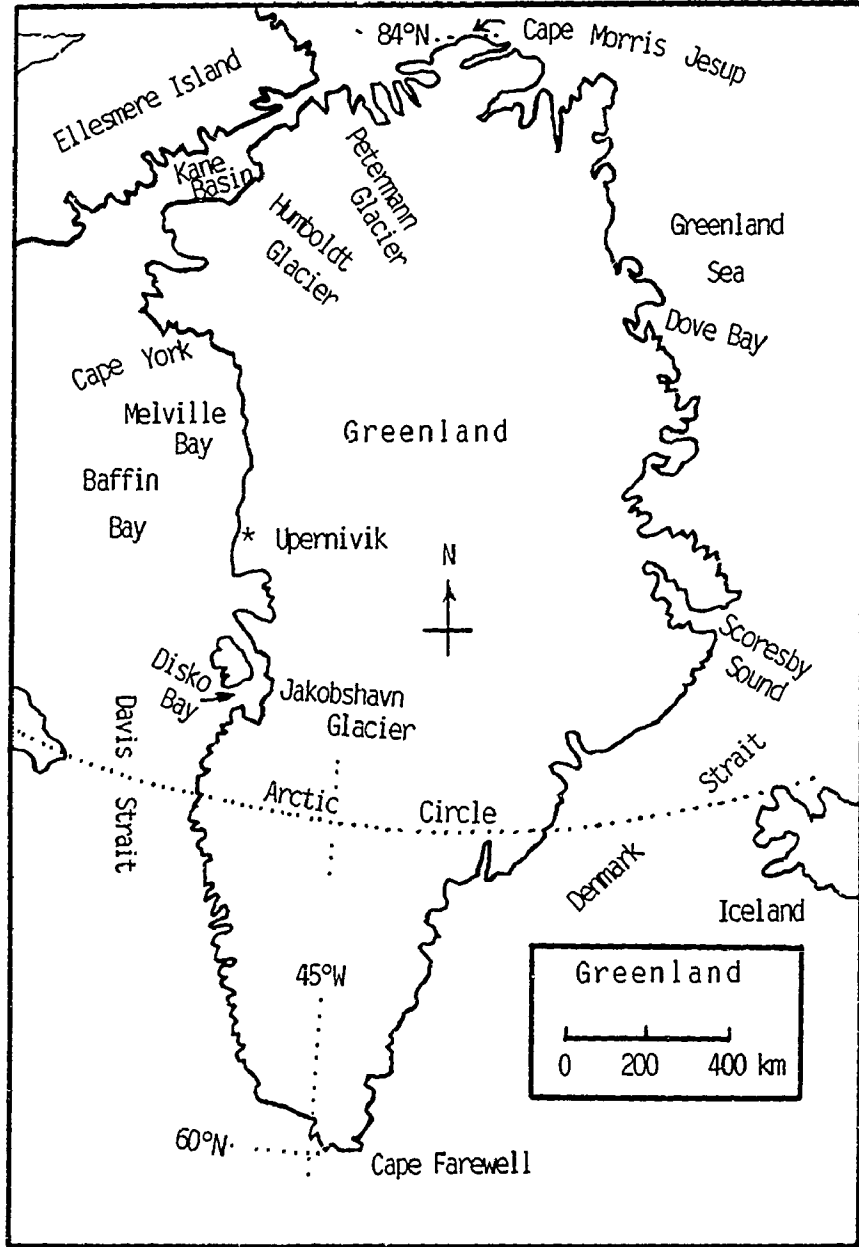 84°N
Cape Morris Jesup
Ellesmere Island
Kane
Basin
Petermann
Glacier
Humboldt
Glacier
Greenland
Sea
Dove Bay
Cape York
Melville
Bay
Greenland
Baffin
Bay
* Upernivik
N
Scoresby
Sound
Disko
Bay
Jakobshavn
Glacier
Davis Strait
Arctic Circle
Denmark Strait
Iceland
45°W
Greenland
0 200 400 km
60°N
Cape Farewell